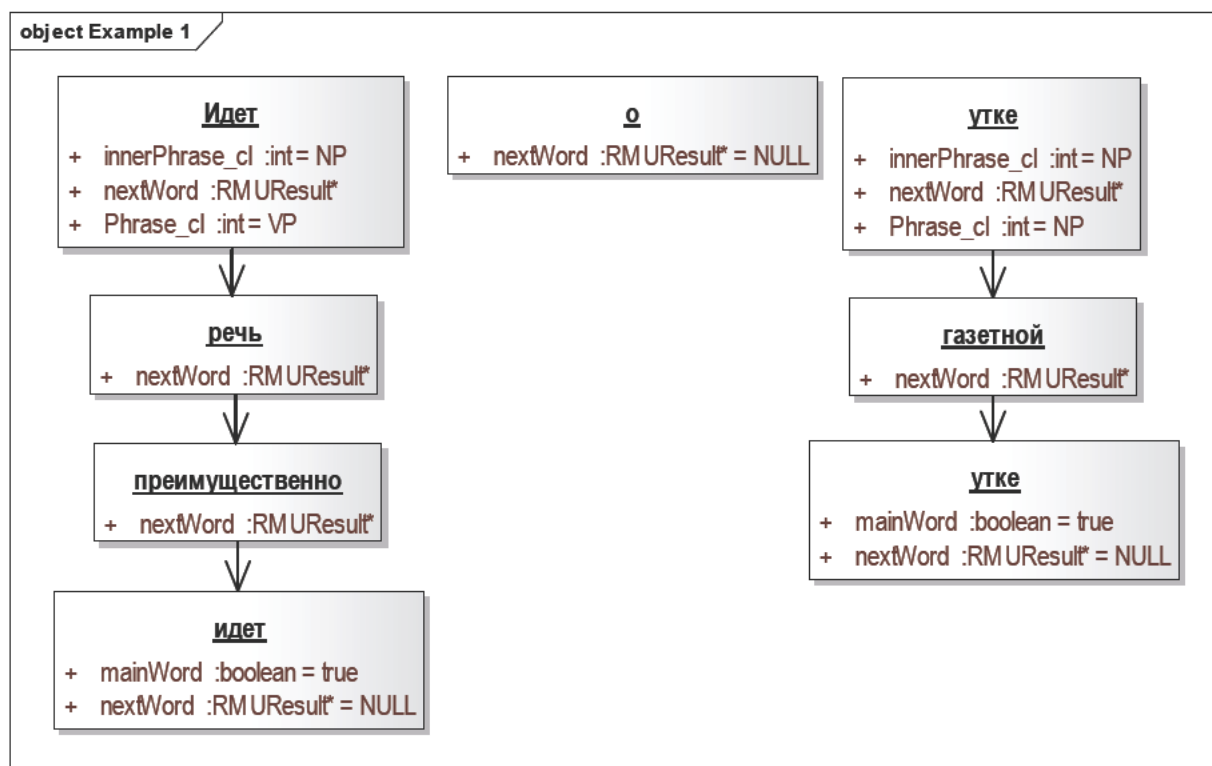 object Example 1
Идет
+ innerPhrase_cl :int = NP
+ nextWord :RMUResult*
+ Phrase_cl :int = VP
о
+ nextWord :RMUResult* = NULL
утке
+ innerPhrase_cl :int = NP
+ nextWord :RMUResult*
+ Phrase_cl :int = NP
речь
+ nextWord :RMUResult*
газетной
+ nextWord :RMUResult*
преимущественно
+ nextWord :RMUResult*
утке
+ mainWord :boolean = true
+ nextWord :RMUResult* = NULL
идет
+ mainWord :boolean = true
+ nextWord :RMUResult* = NULL